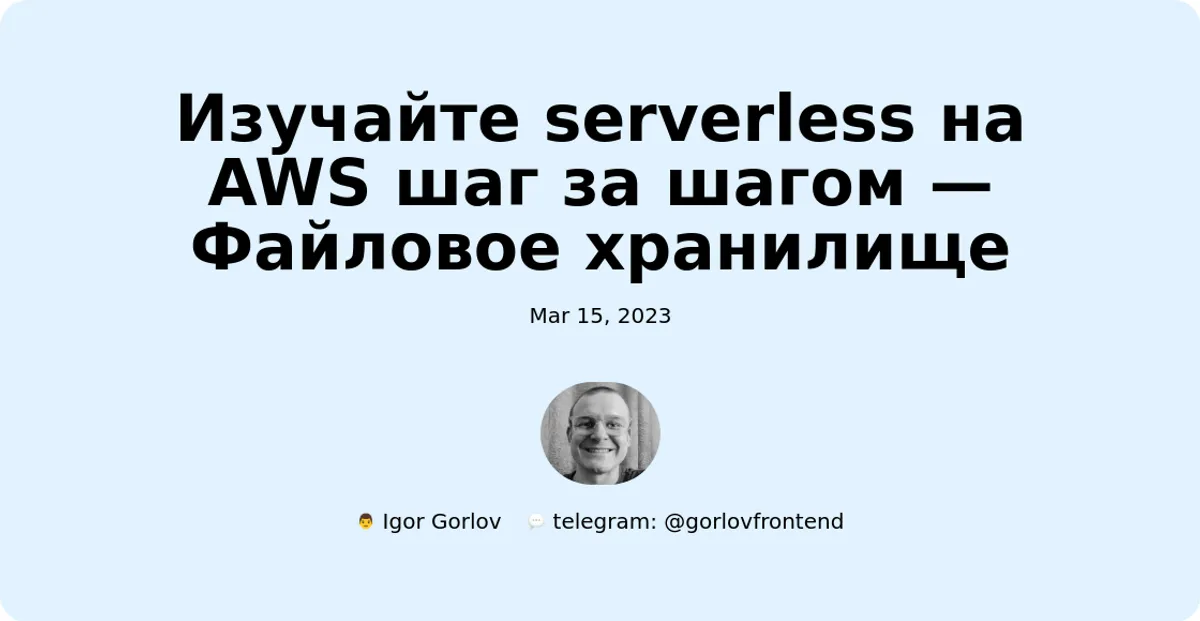 Изучайте serverless на
AWS шаг за шагом —
Файловое хранилище
Mar 15, 2023
👨 Igor Gorlov 💬 telegram: @gorlovfrontend